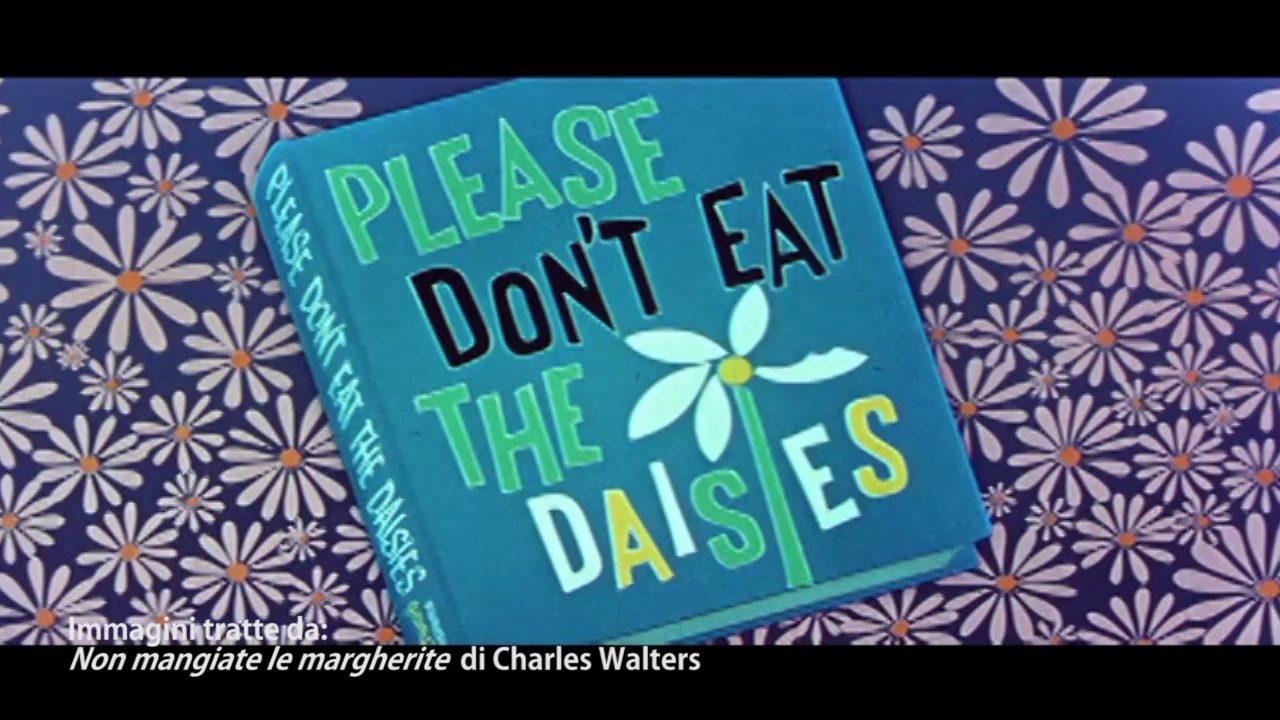 PLEASE
DON'T EAT
THE
DAISIES
PLEASE DON'T EAT THE DAISIES
Immagini tratte da:
Non mangiate le margherite di Charles Walters